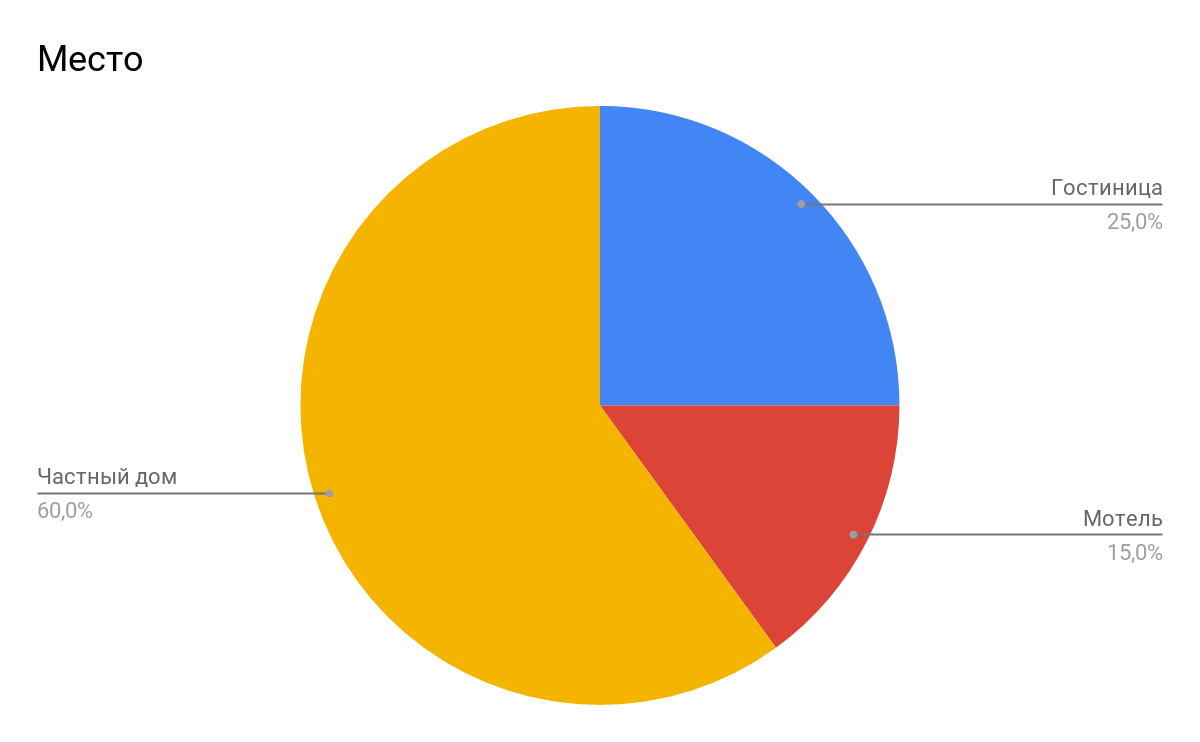 Место
Гостиница
25,0%
Частный дом
60,0%
Мотель
15,0%